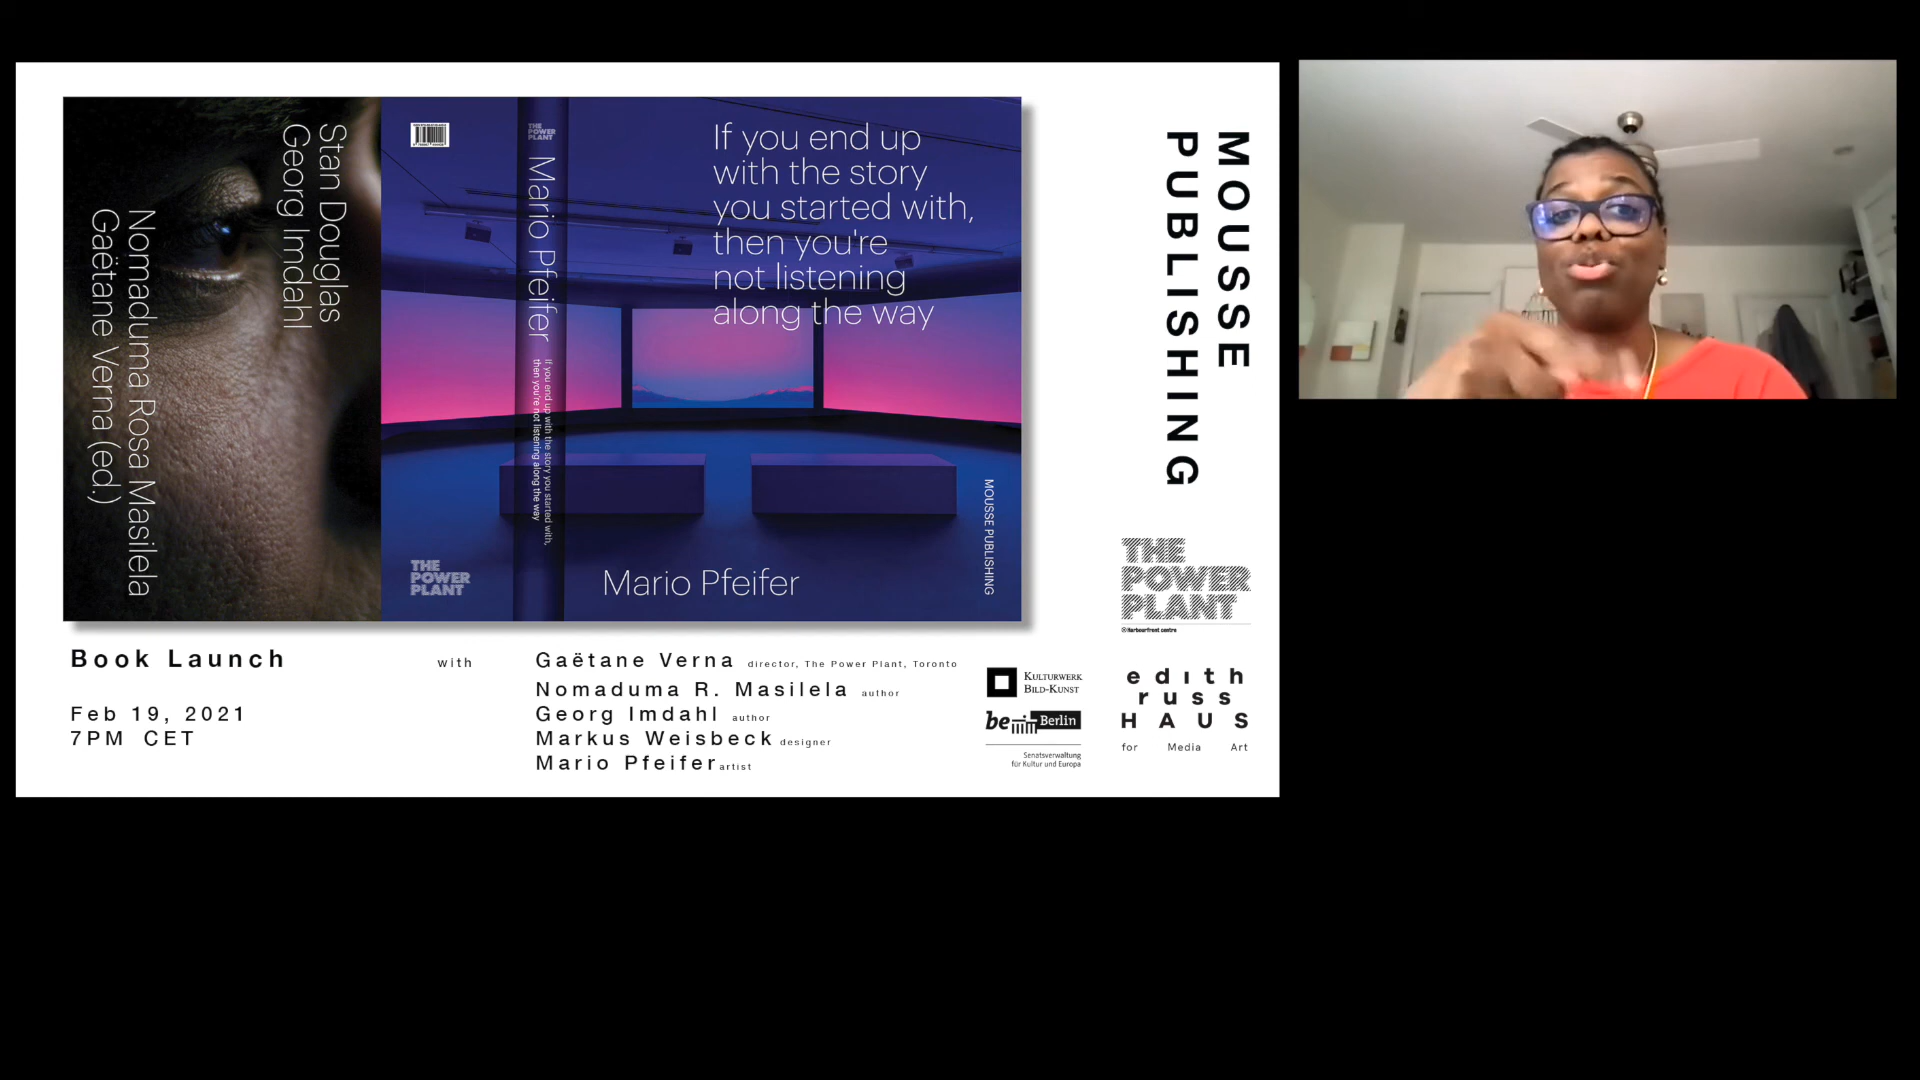 Stan Douglas
Georg Imdahl
Nomaduma Rosa Masilela
Gaëtane Verna (ed.)
THE
POWER
PLANT
THE
POWER
PLANT
Mario Pfeifer
If you end up with the story you started with,
then you're not listening along the way
If you end up
with the story
you started with,
then you're
not listening
along the way
Mario Pfeifer
MOUSSE PUBLISHING
MOUSSE
PUBLISHING
THE
POWER
PLANT
Harbourfront centre
Book Launch
Feb 19, 2021
7PM CET
with
Gaëtane Verna director, The Power Plant, Toronto
Nomaduma R. Masilela author
Georg Imdahl author
Markus Weisbeck designer
Mario Pfeifer artist
KULTURWERK
BILD-KUNST
be Berlin
Senatsverwaltung
für Kultur und Europa
edith
russ
HAUS
for Media Art